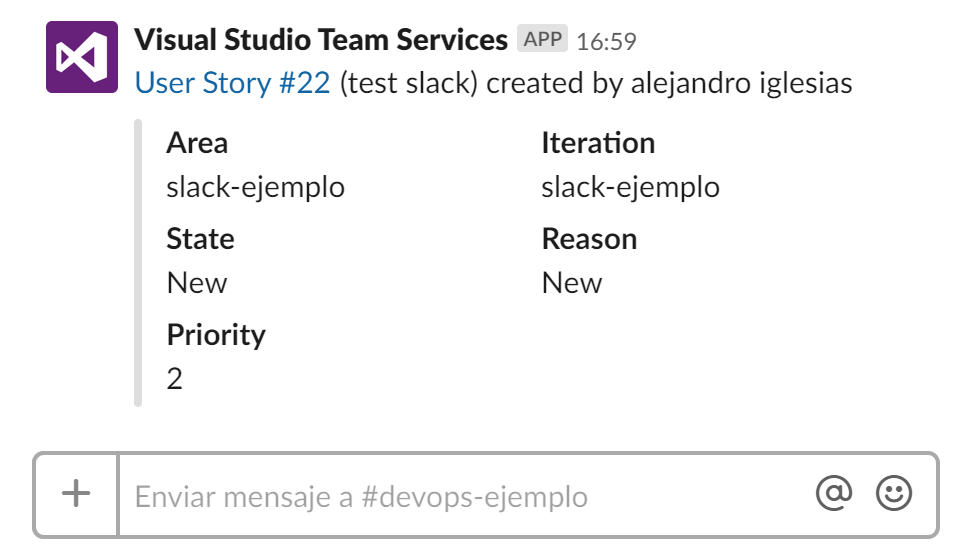 Visual Studio Team Services APP 16:59
User Story #22 (test slack) created by alejandro iglesias
Area Iteration
slack-ejemplo slack-ejemplo
State Reason
New New
Priority
2
Enviar mensaje a #devops-ejemplo